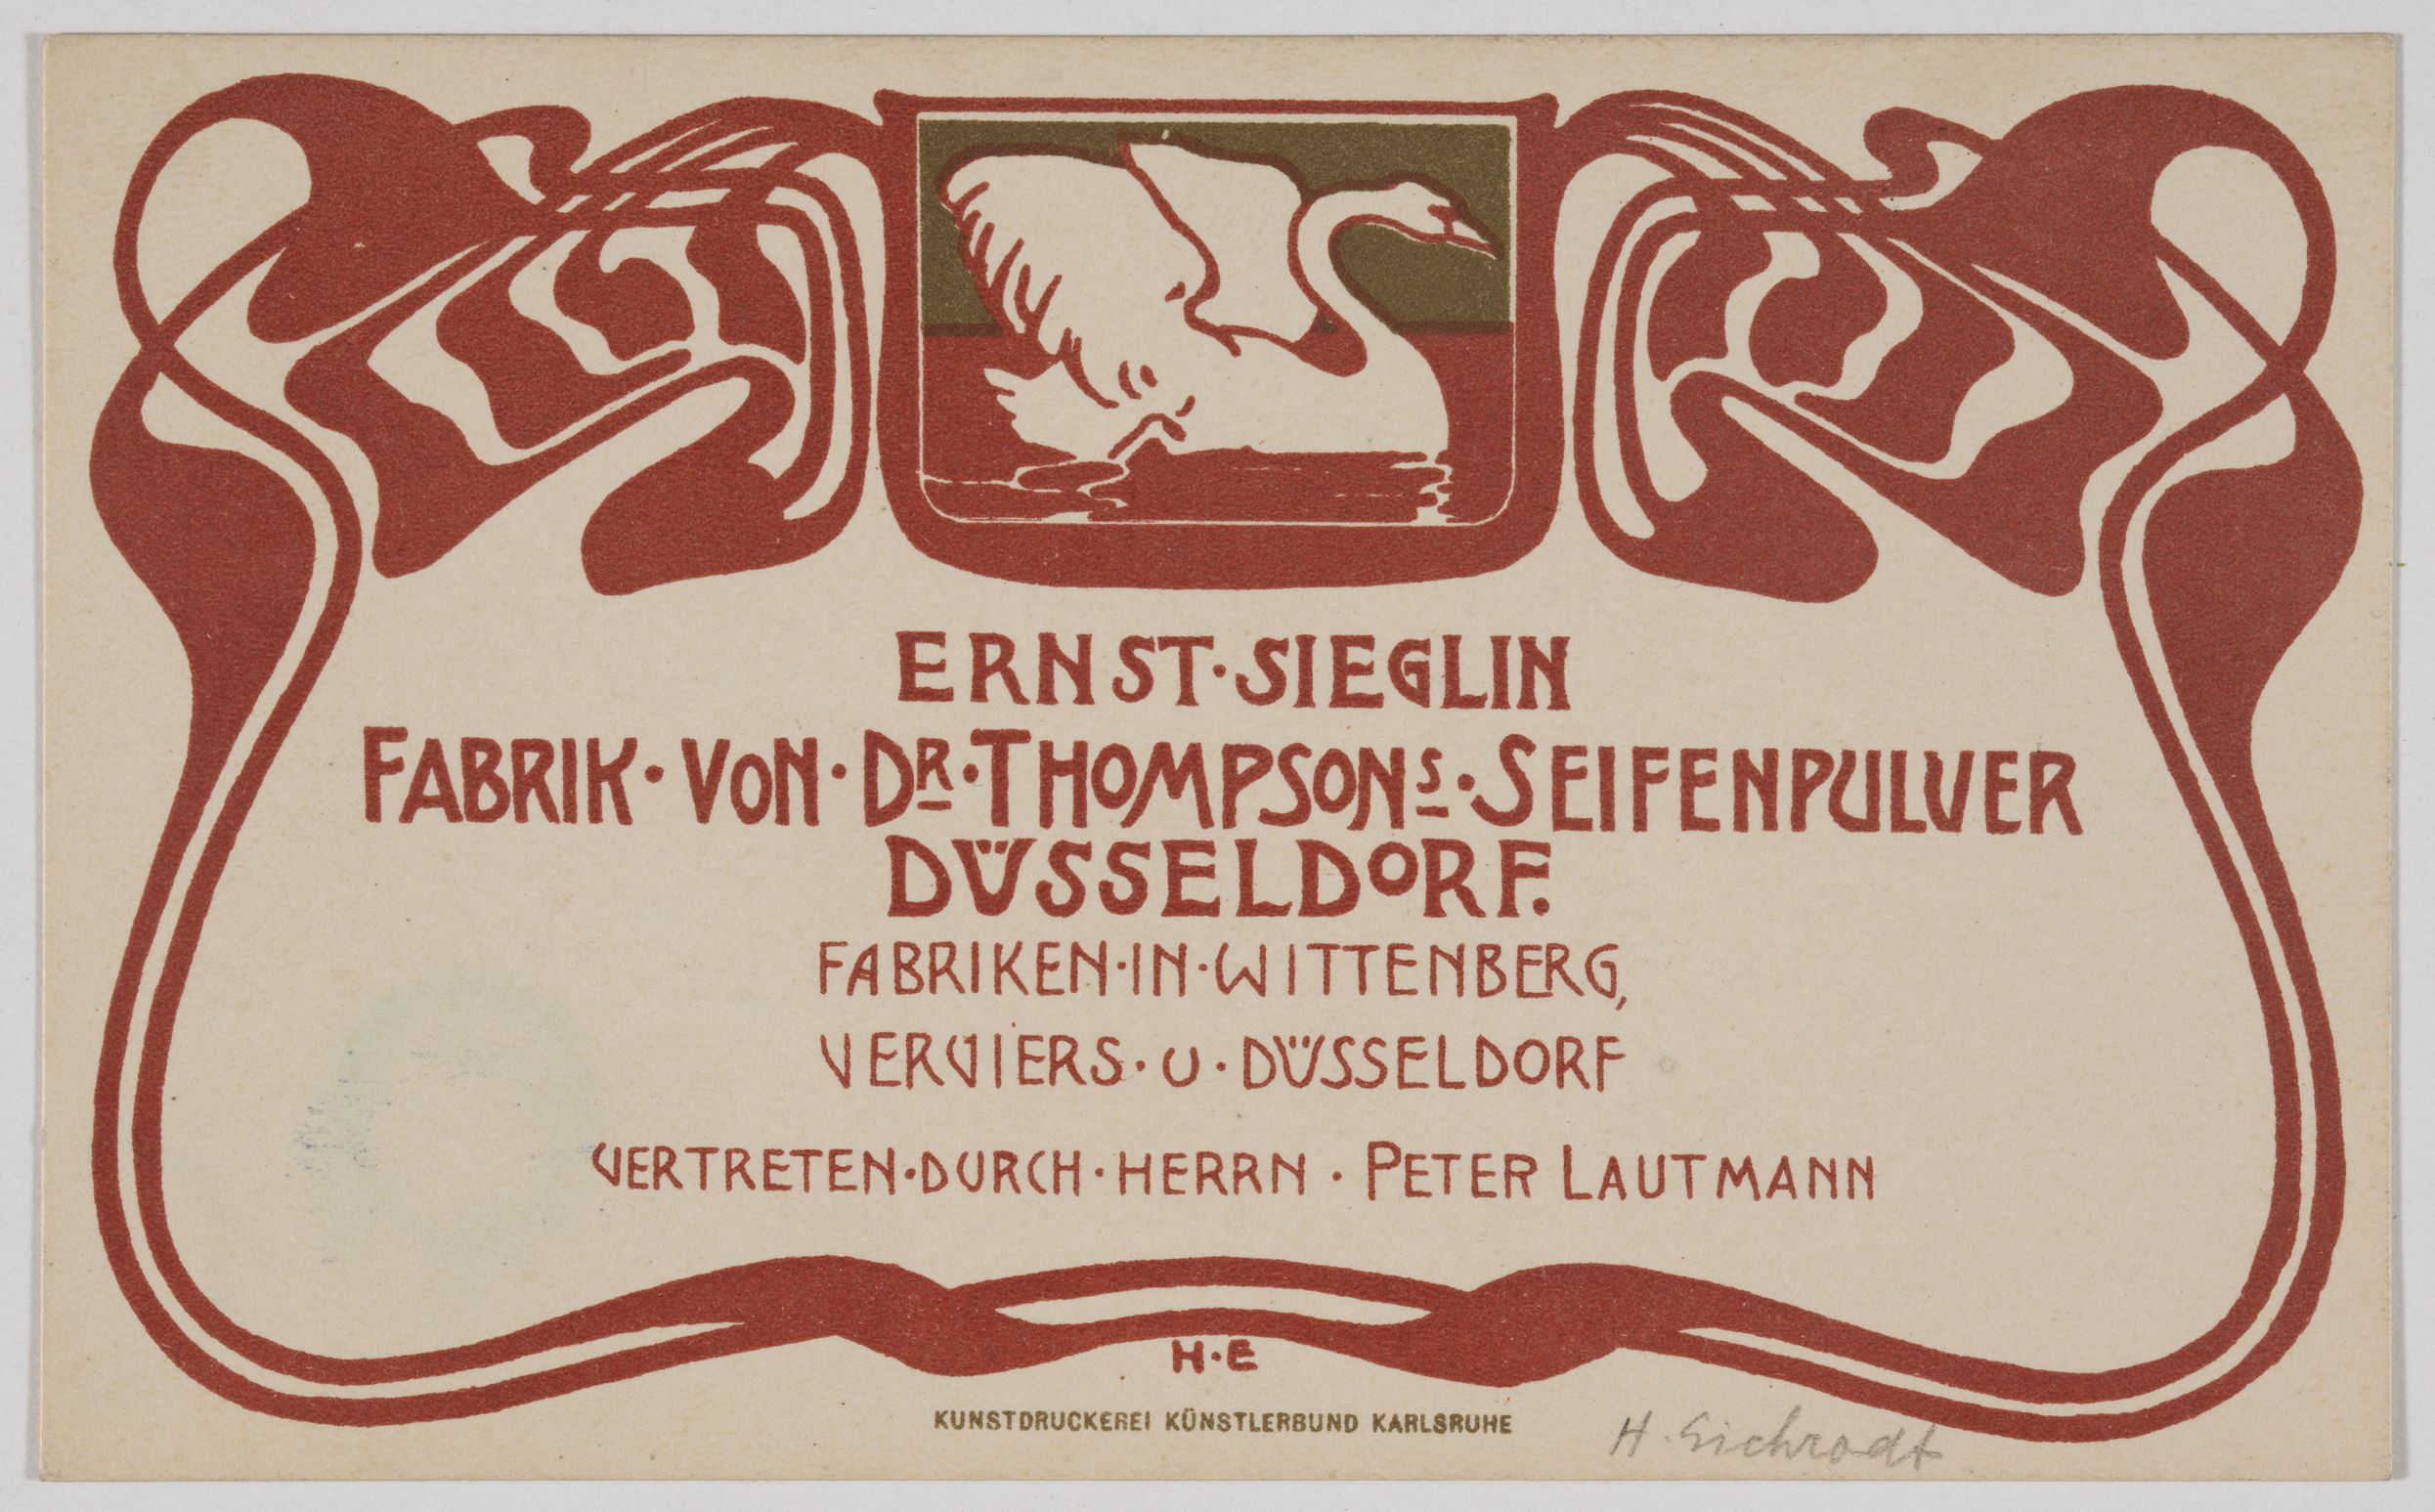 ERNST·SIEGLIN
FABRIK·VON·DR·THOMPSONS·SEIFENPULVER
DÜSSELDORF.
FABRIKEN·IN·WITTENBERG,
VERVIERS·U·DÜSSELDORF
VERTRETEN·DURCH·HERRN·PETER LAUTMANN
H·E
KUNSTDRUCKEREI KÜNSTLERBUND KARLSRUHE
H. Eichrodt